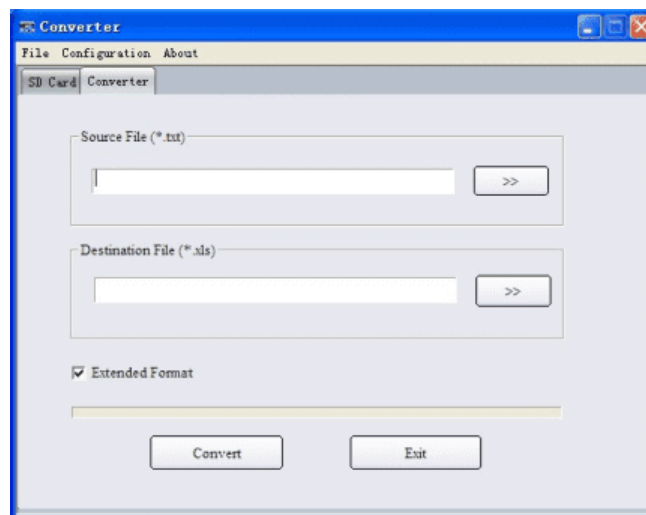 Converter
File Configuration About
SD Card Converter
Source File (*.txt)
>>
Destination File (*.xls)
>>
Extended Format
Convert Exit